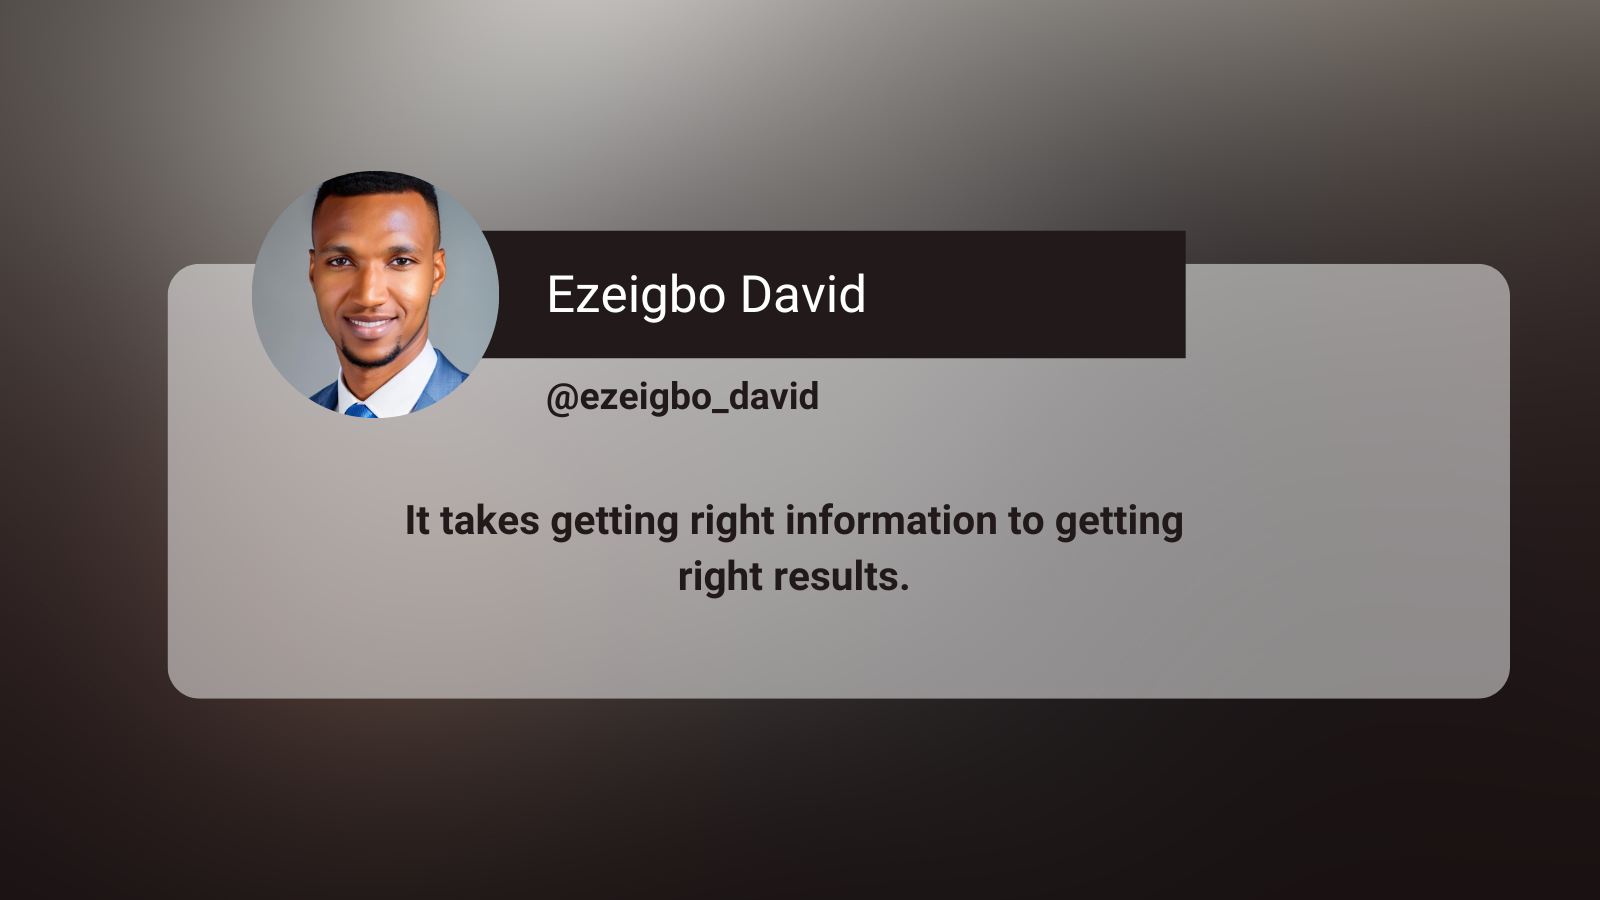 Ezeigbo David
@ezeigbo_david
It takes getting right information to getting
right results.